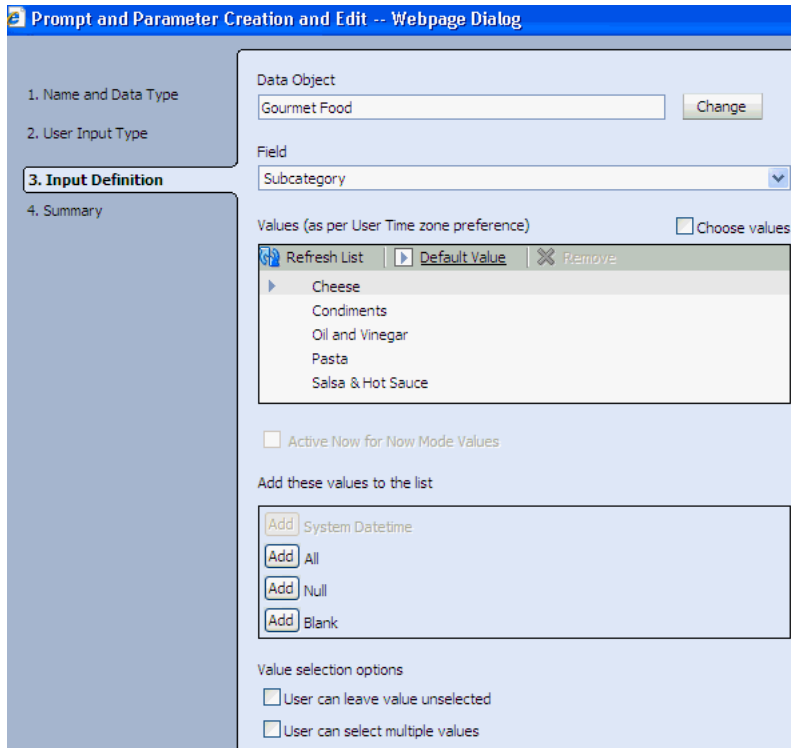 Prompt and Parameter Creation and Edit -- Webpage Dialog
1. Name and Data Type
2. User Input Type
3. Input Definition
4. Summary
Data Object
Gourmet Food
Change
Field
Subcategory
Values (as per User Time zone preference)
Choose values
Refresh List
Default Value
Remove
Cheese
Condiments
Oil and Vinegar
Pasta
Salsa & Hot Sauce
Active Now for Now Mode Values
Add these values to the list
Add System Datetime
Add All
Add Null
Add Blank
Value selection options
User can leave value unselected
User can select multiple values